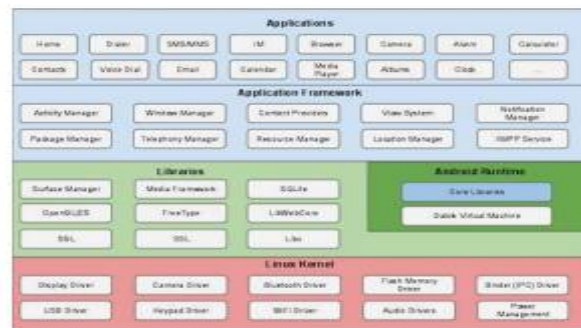 Applications
Home Dialer SMS/MMS IM Browser Camera Alarm Calculator
Contacts Voice Dial Email Calendar Media Player Albums Clock ...
Application Framework
Activity Manager Window Manager Content Providers View System Notification Manager
Package Manager Telephony Manager Resource Manager Location Manager XMPP Service
Libraries Android Runtime
Surface Manager Media Framework SQLite Core Libraries
OpenGL|ES FreeType LibWebCore Dalvik Virtual Machine
SGL SSL Libc
Linux Kernel
Display Driver Camera Driver Bluetooth Driver Flash Memory Driver Binder (IPC) Driver
USB Driver Keypad Driver WiFi Driver Audio Drivers Power Management